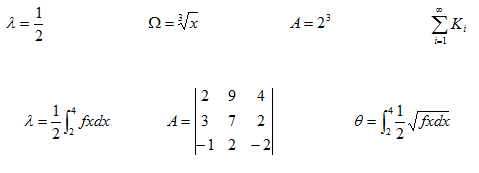 λ = 1/2    Ω = ∛x    A = 2³    ∑_{i=1}^{∞} K_i
λ = 1/2 ∫_2^4 fxdx    A = |2 9 4; 3 7 2; −1 2 −2|    θ = ∫_2^4 1/2 √(fxdx)